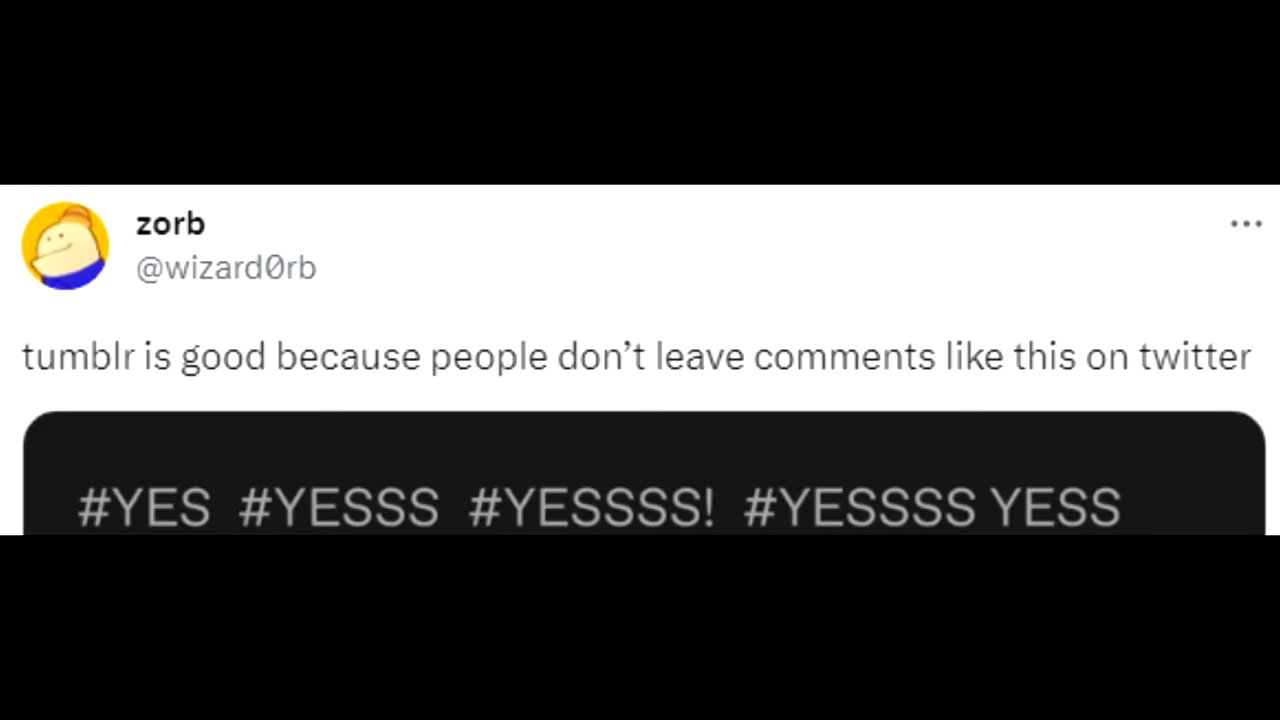 zorb
@wizard0rb
tumblr is good because people don’t leave comments like this on twitter
#YES #YESSS #YESSSS! #YESSSS YESS